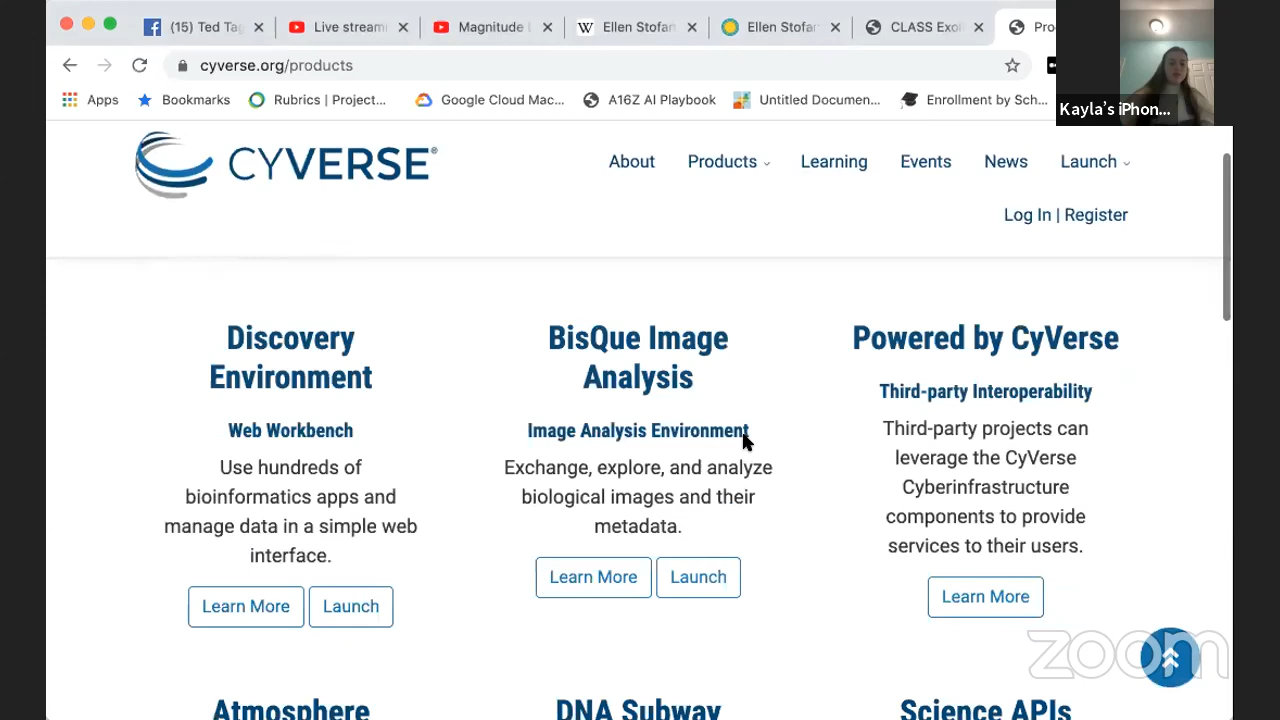 (15) Ted Tag
Live stream
Magnitude
Ellen Stofan
Ellen Stofan
CLASS Exo
Pro
cyverse.org/products
Apps
Bookmarks
Rubrics | Project...
Google Cloud Mac...
A16Z AI Playbook
Untitled Documen...
Enrollment by Sch...
Kayla's iPhon...
CYVERSE®
About
Products
Learning
Events
News
Launch
Log In | Register
Discovery
Environment
Web Workbench
Use hundreds of
bioinformatics apps and
manage data in a simple web
interface.
Learn More
Launch
BisQue Image
Analysis
Image Analysis Environment
Exchange, explore, and analyze
biological images and their
metadata.
Learn More
Launch
Powered by CyVerse
Third-party Interoperability
Third-party projects can
leverage the CyVerse
Cyberinfrastructure
components to provide
services to their users.
Learn More
zoom
Atmosphere
DNA Subway
Science APIs